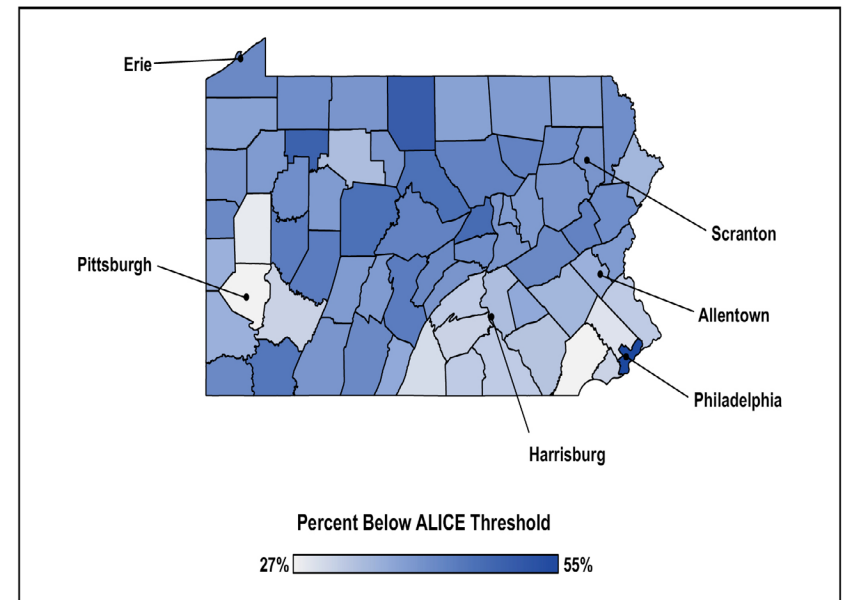 Erie
Scranton
Pittsburgh
Allentown
Philadelphia
Harrisburg
Percent Below ALICE Threshold
27% 55%